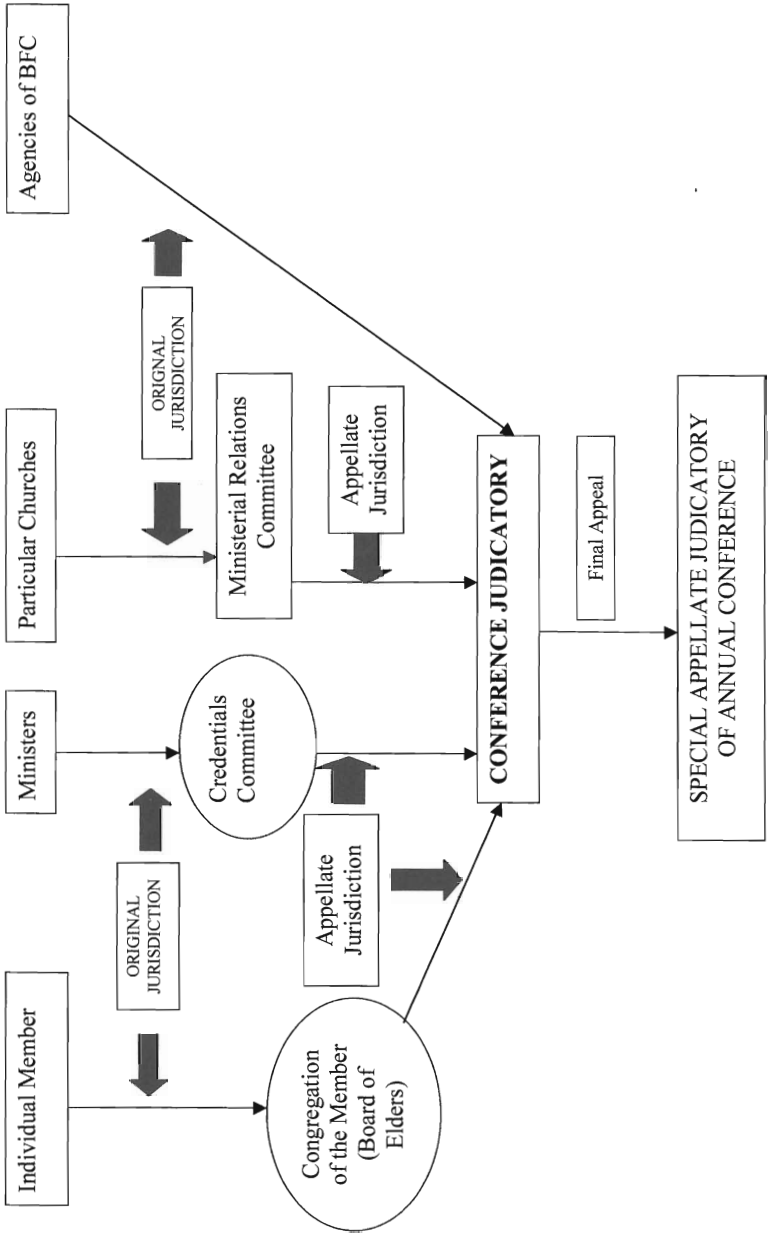 Individual Member
Ministers
Particular Churches
Agencies of BFC
ORIGINAL
JURISDICTION
ORIGNAL
JURISDICTION
Credentials
Committee
Ministerial Relations
Committee
Congregation
of the Member
(Board of
Elders)
Appellate
Jurisdiction
Appellate
Jurisdiction
CONFERENCE JUDICATORY
Final Appeal
SPECIAL APPELLATE JUDICATORY
OF ANNUAL CONFERENCE